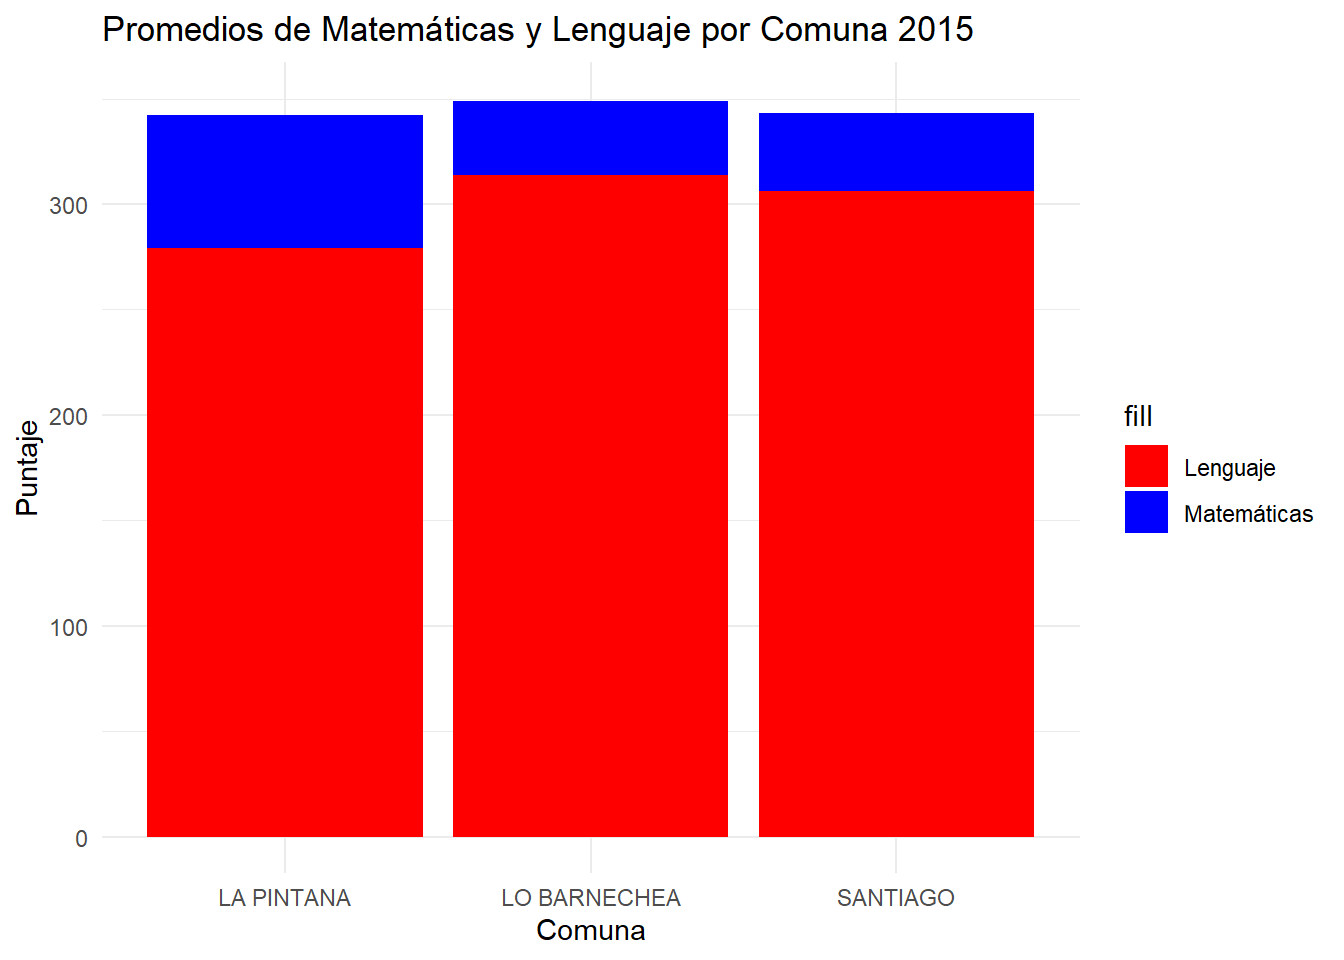 Promedios de Matemáticas y Lenguaje por Comuna 2015
Puntaje
300
200
100
0
LA PINTANA
LO BARNECHEA
SANTIAGO
Comuna
fill
Lenguaje
Matemáticas